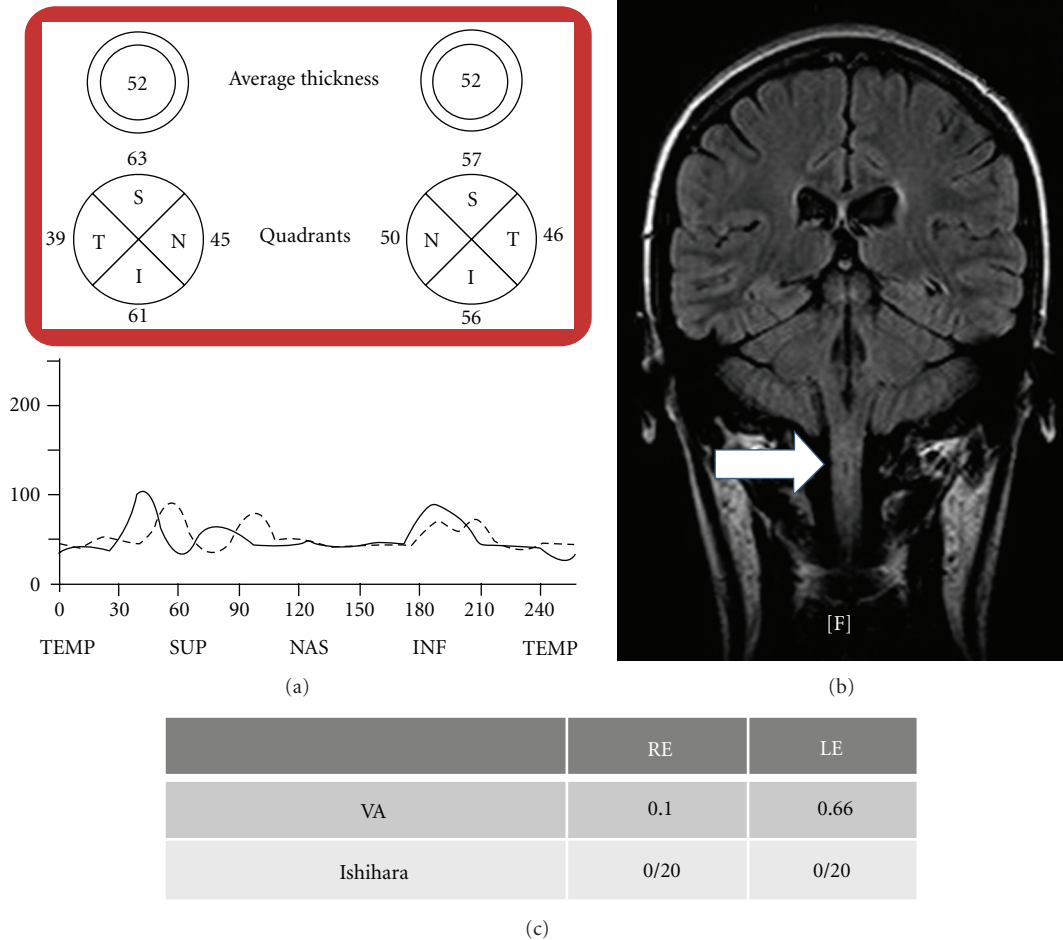 52 Average thickness 52
63 57
S S
39 T N 45 Quadrants 50 N T 46
I I
61 56
200
100
0
0 30 60 90 120 150 180 210 240
TEMP SUP NAS INF TEMP
(a)
[F]
(b)
RE LE
VA 0.1 0.66
Ishihara 0/20 0/20
(c)